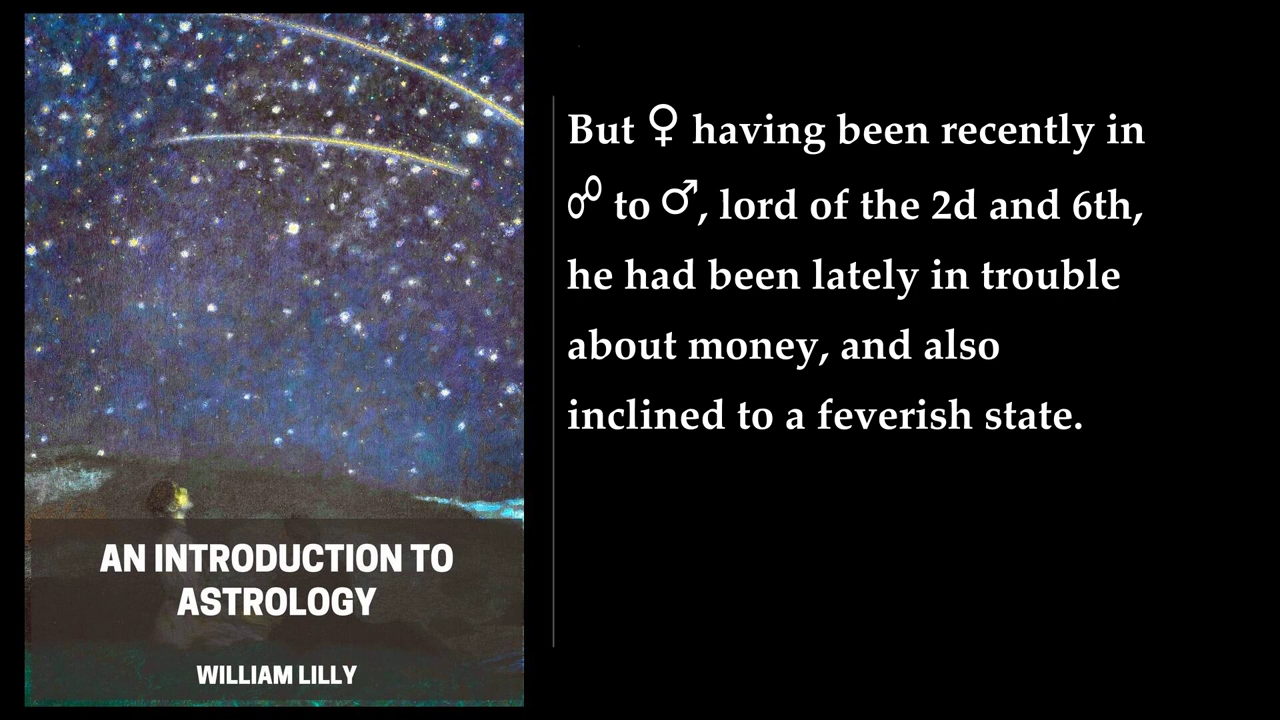 But ♀ having been recently in
☍ to ♂, lord of the 2d and 6th,
he had been lately in trouble
about money, and also
inclined to a feverish state.
AN INTRODUCTION TO
ASTROLOGY
WILLIAM LILLY